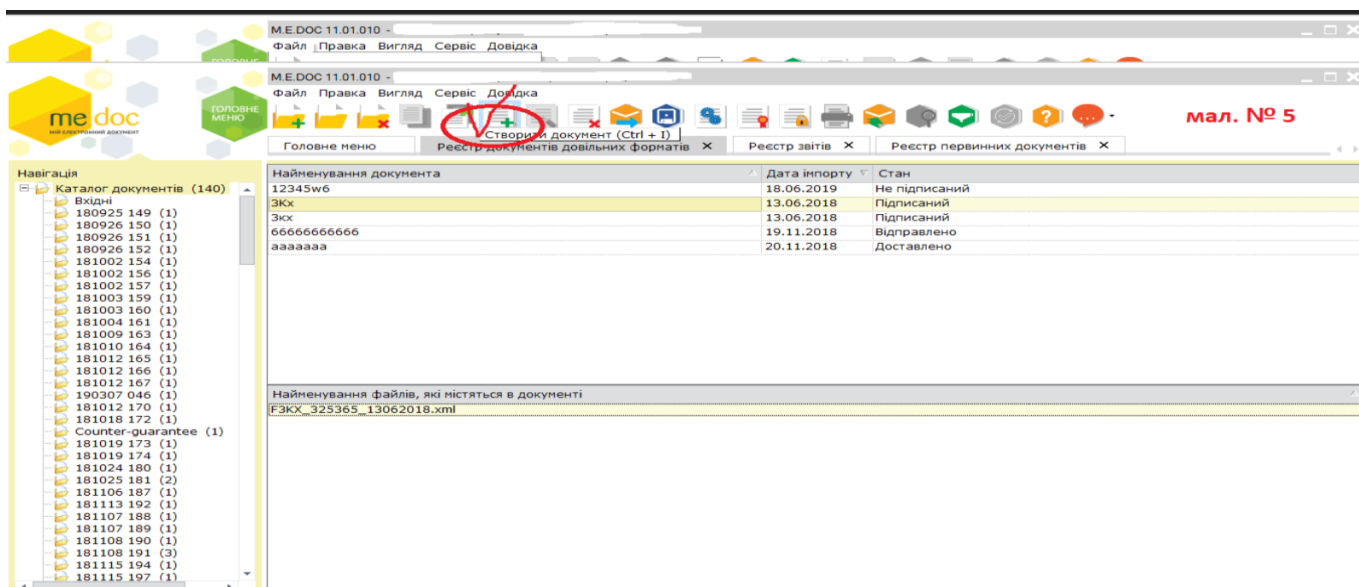 M.E.DOC 11.01.010 -
Файл Правка Вигляд Сервіс Довідка
M.E.DOC 11.01.010 -
Файл Правка Вигляд Сервіс Довідка
me doc
мій електронний документ
ГОЛОВНЕ
МЕНЮ
мал. № 5
Створити документ (Ctrl + I)
Головне меню Реєстр документів довільних форматів X Реєстр звітів X Реєстр первинних документів X
Навігація
Каталог документів (140)
Вхідні
180925 149 (1)
180926 150 (1)
180926 151 (1)
180926 152 (1)
181002 154 (1)
181002 156 (1)
181002 157 (1)
181003 159 (1)
181003 160 (1)
181004 161 (1)
181009 163 (1)
181010 164 (1)
181012 165 (1)
181012 166 (1)
181012 167 (1)
190307 046 (1)
181012 170 (1)
181018 172 (1)
Counter-guarantee (1)
181019 173 (1)
181019 174 (1)
181024 180 (1)
181025 181 (2)
181106 187 (1)
181113 192 (1)
181107 188 (1)
181107 189 (1)
181108 190 (1)
181108 191 (3)
181115 194 (1)
181115 197 (1)
Найменування документа Дата імпорту Стан
12345w6 18.06.2019 Не підписаний
ЗКх 13.06.2018 Підписаний
Зкх 13.06.2018 Підписаний
66666666666 19.11.2018 Відправлено
ааааааа 20.11.2018 Доставлено
Найменування файлів, які містяться в документі
F3KX_325365_13062018.xml